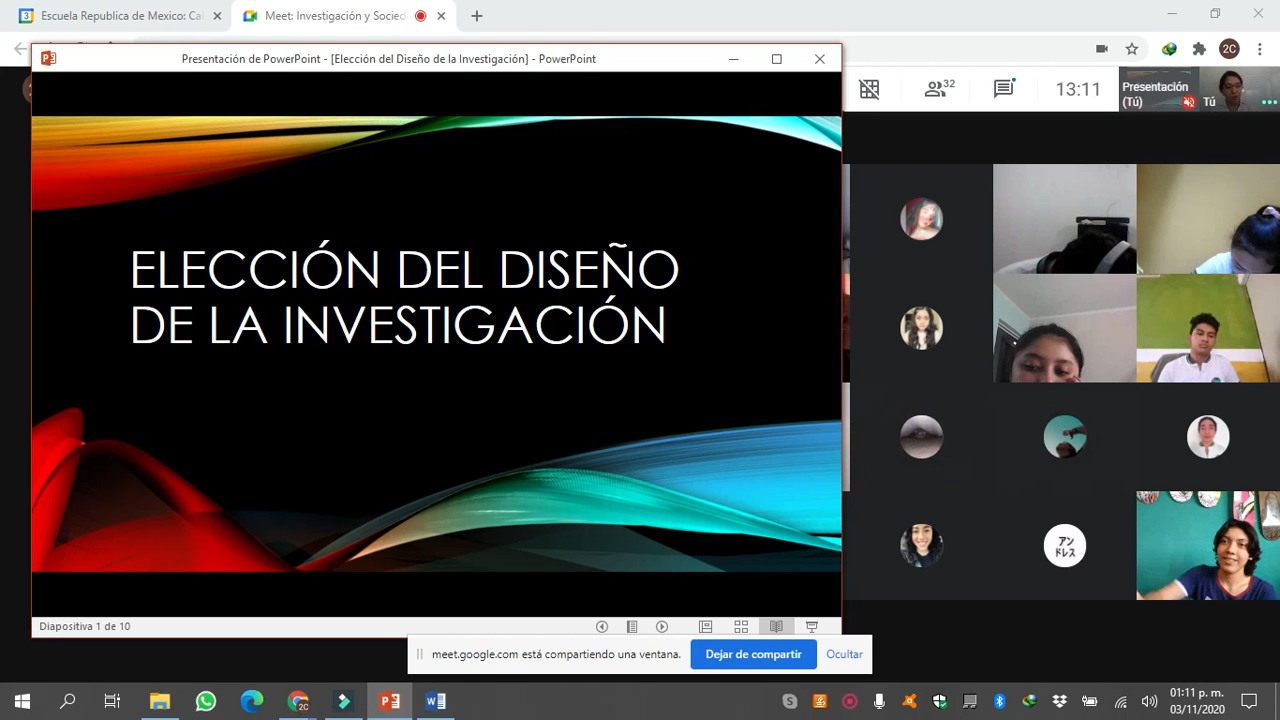 3
Escuela Republica de Mexico: Cal
Meet: Investigación y Socied
2C
Presentación de PowerPoint - [Elección del Diseño de la Investigación] - PowerPoint
32
13:11
Presentación
(Tú)
Tú
ELECCIÓN DEL DISEÑO
DE LA INVESTIGACIÓN
アン
ドレス
Diapositiva 1 de 10
meet.google.com está compartiendo una ventana.
Dejar de compartir
Ocultar
01:11 p. m.
03/11/2020